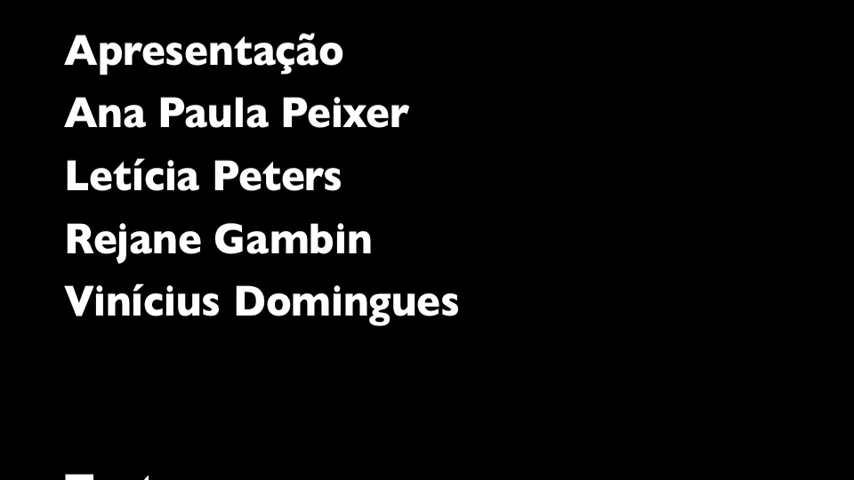 Apresentação
Ana Paula Peixer
Letícia Peters
Rejane Gambin
Vinícius Domingues